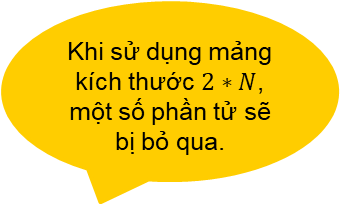 Khi sử dụng mảng
kích thước 2 ∗ N,
một số phần tử sẽ
bị bỏ qua.